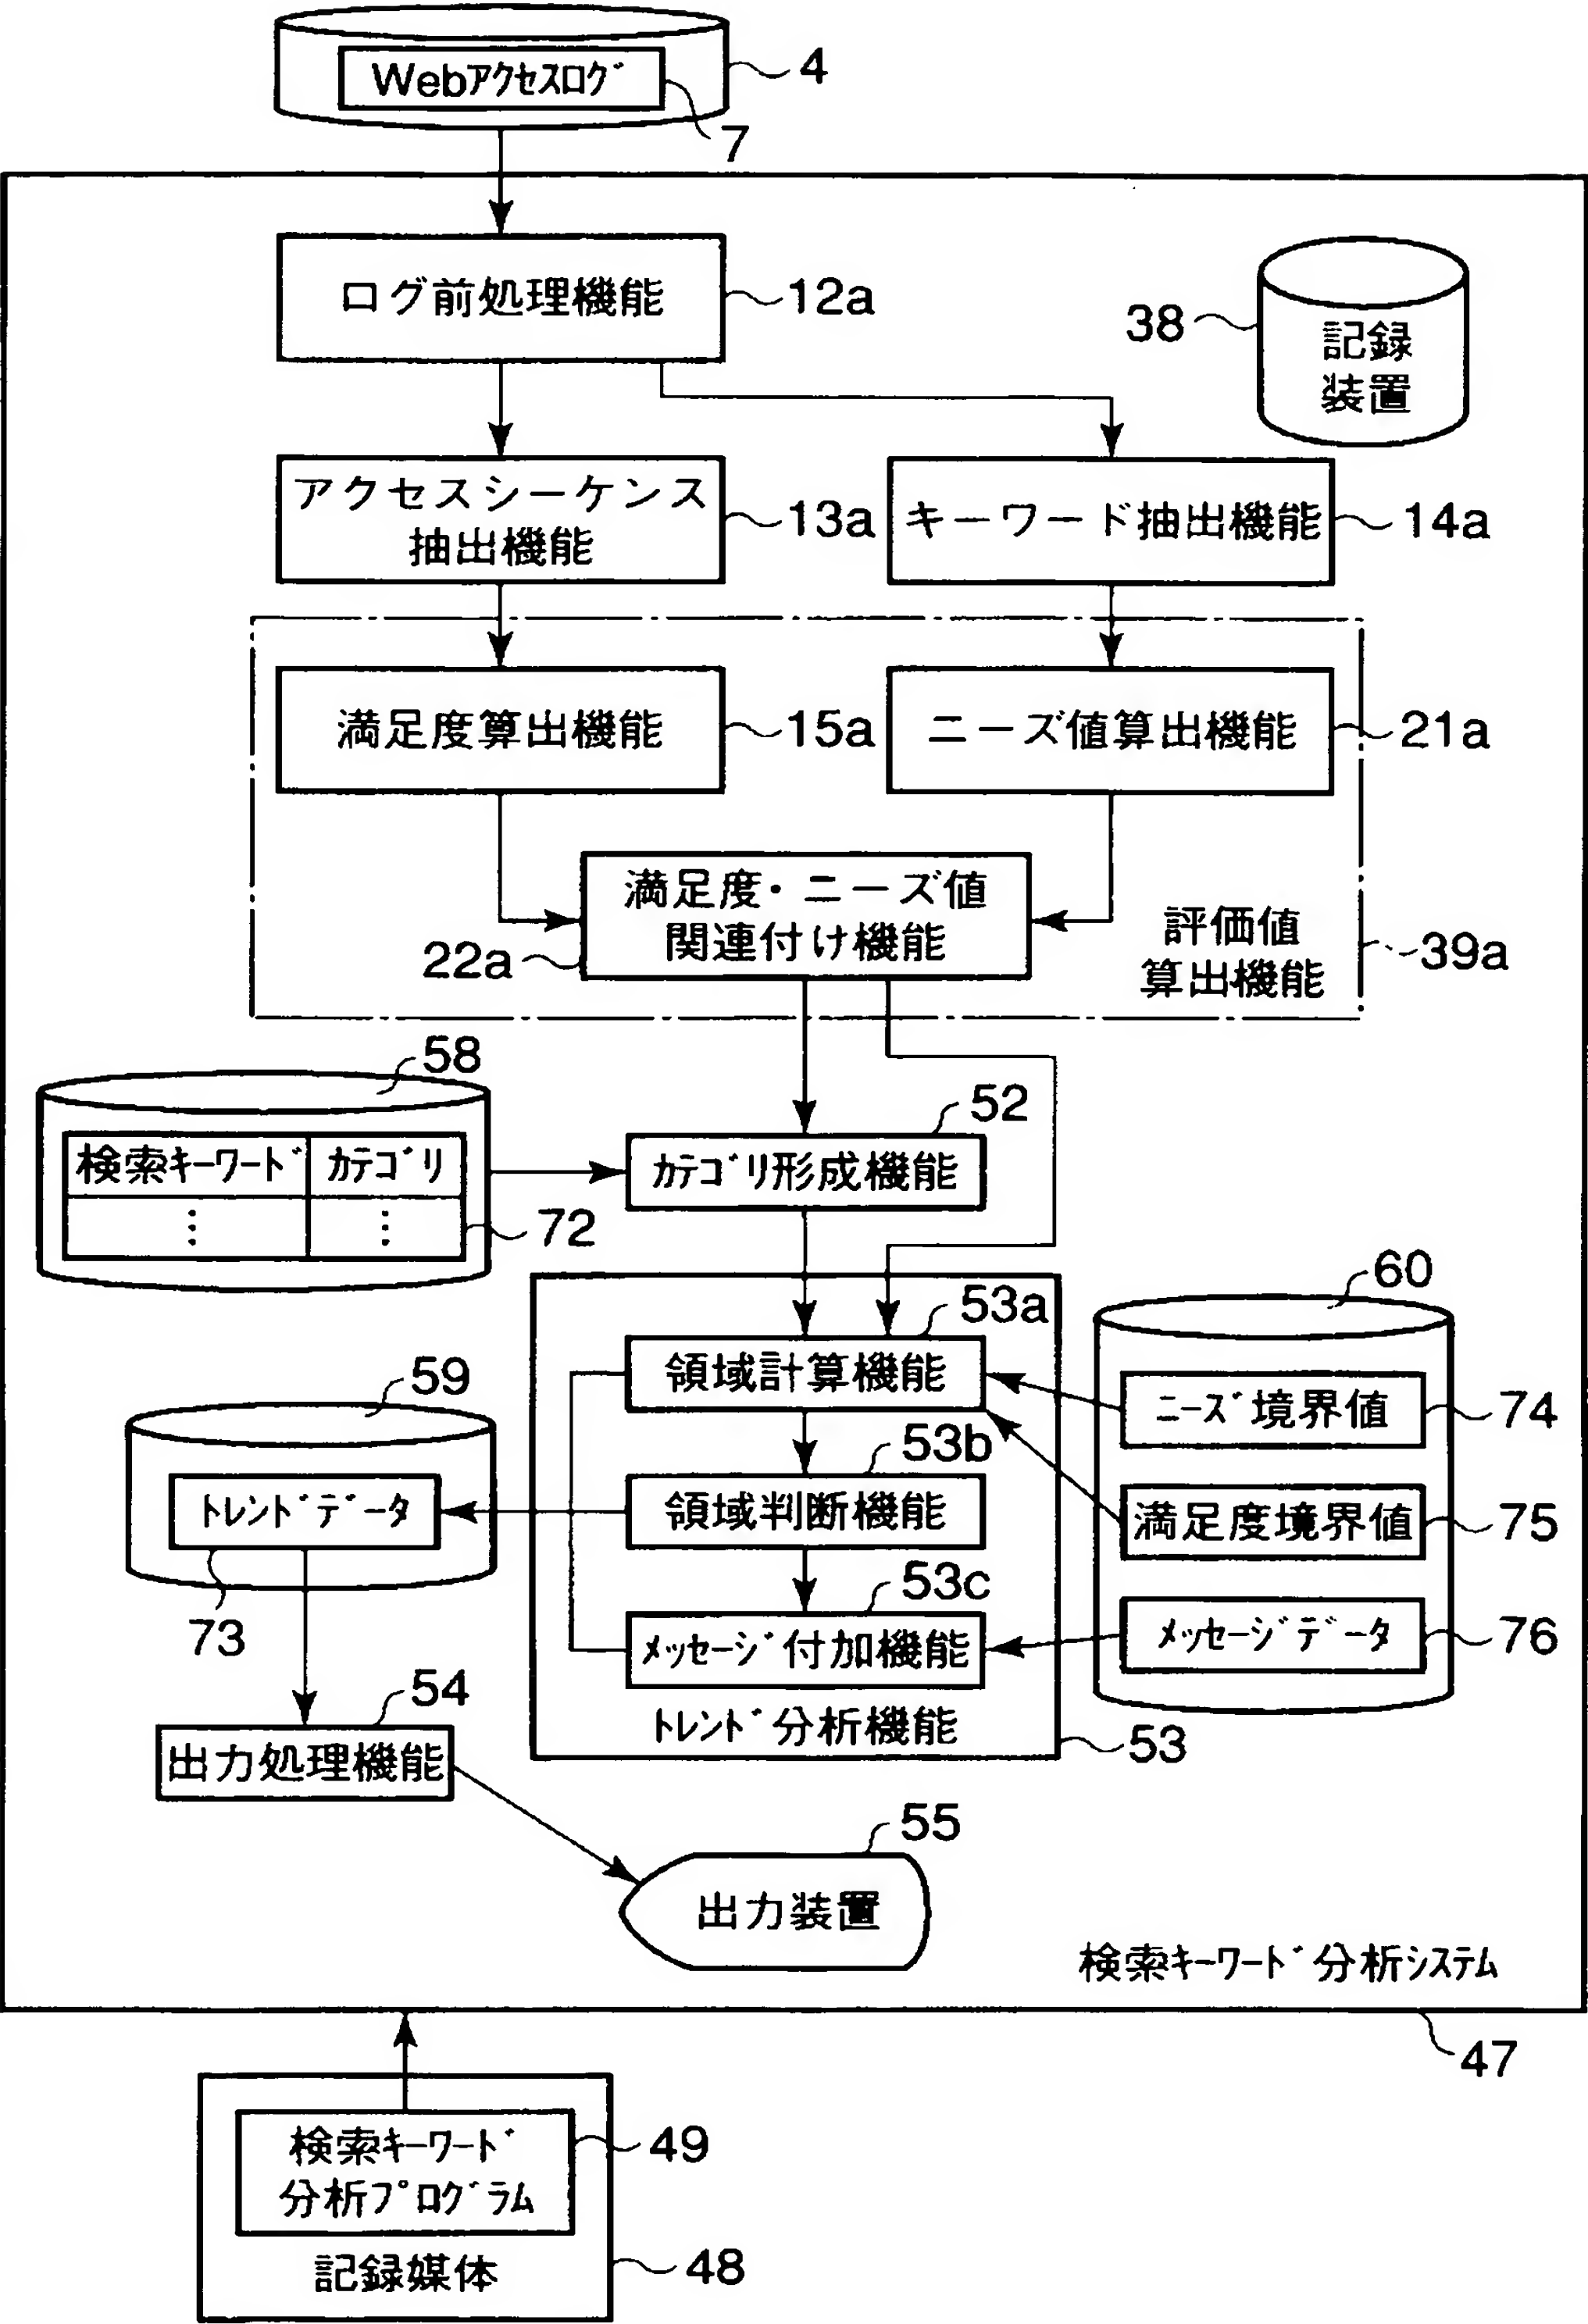 Webアクセスログ
4
7
ログ前処理機能
12a
38
記録
装置
アクセスシーケンス
抽出機能
13a
キーワード抽出機能
14a
満足度算出機能
15a
ニーズ値算出機能
21a
満足度・ニーズ値
関連付け機能
22a
評価値
算出機能
39a
58
検索キーワード
カテゴリ
⋮
⋮
72
52
カテゴリ形成機能
60
53a
領域計算機能
ニーズ境界値
74
59
53b
トレンドデータ
領域判断機能
満足度境界値
75
73
53c
メッセージ付加機能
メッセージデータ
76
トレンド分析機能
53
54
出力処理機能
55
出力装置
検索キーワード分析システム
47
検索キーワード
分析プログラム
49
記録媒体
48